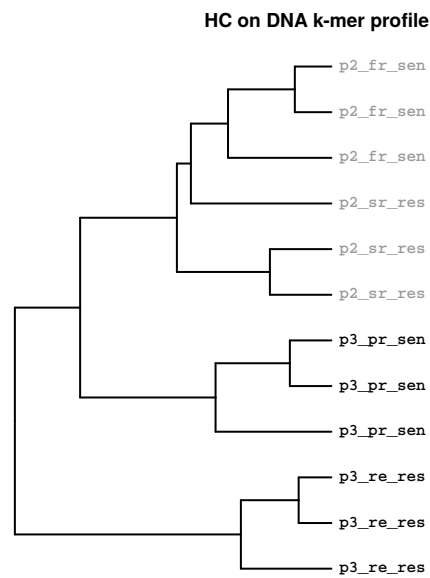 HC on DNA k-mer profile
p2_fr_sen
p2_fr_sen
p2_fr_sen
p2_sr_res
p2_sr_res
p2_sr_res
p3_pr_sen
p3_pr_sen
p3_pr_sen
p3_re_res
p3_re_res
p3_re_res